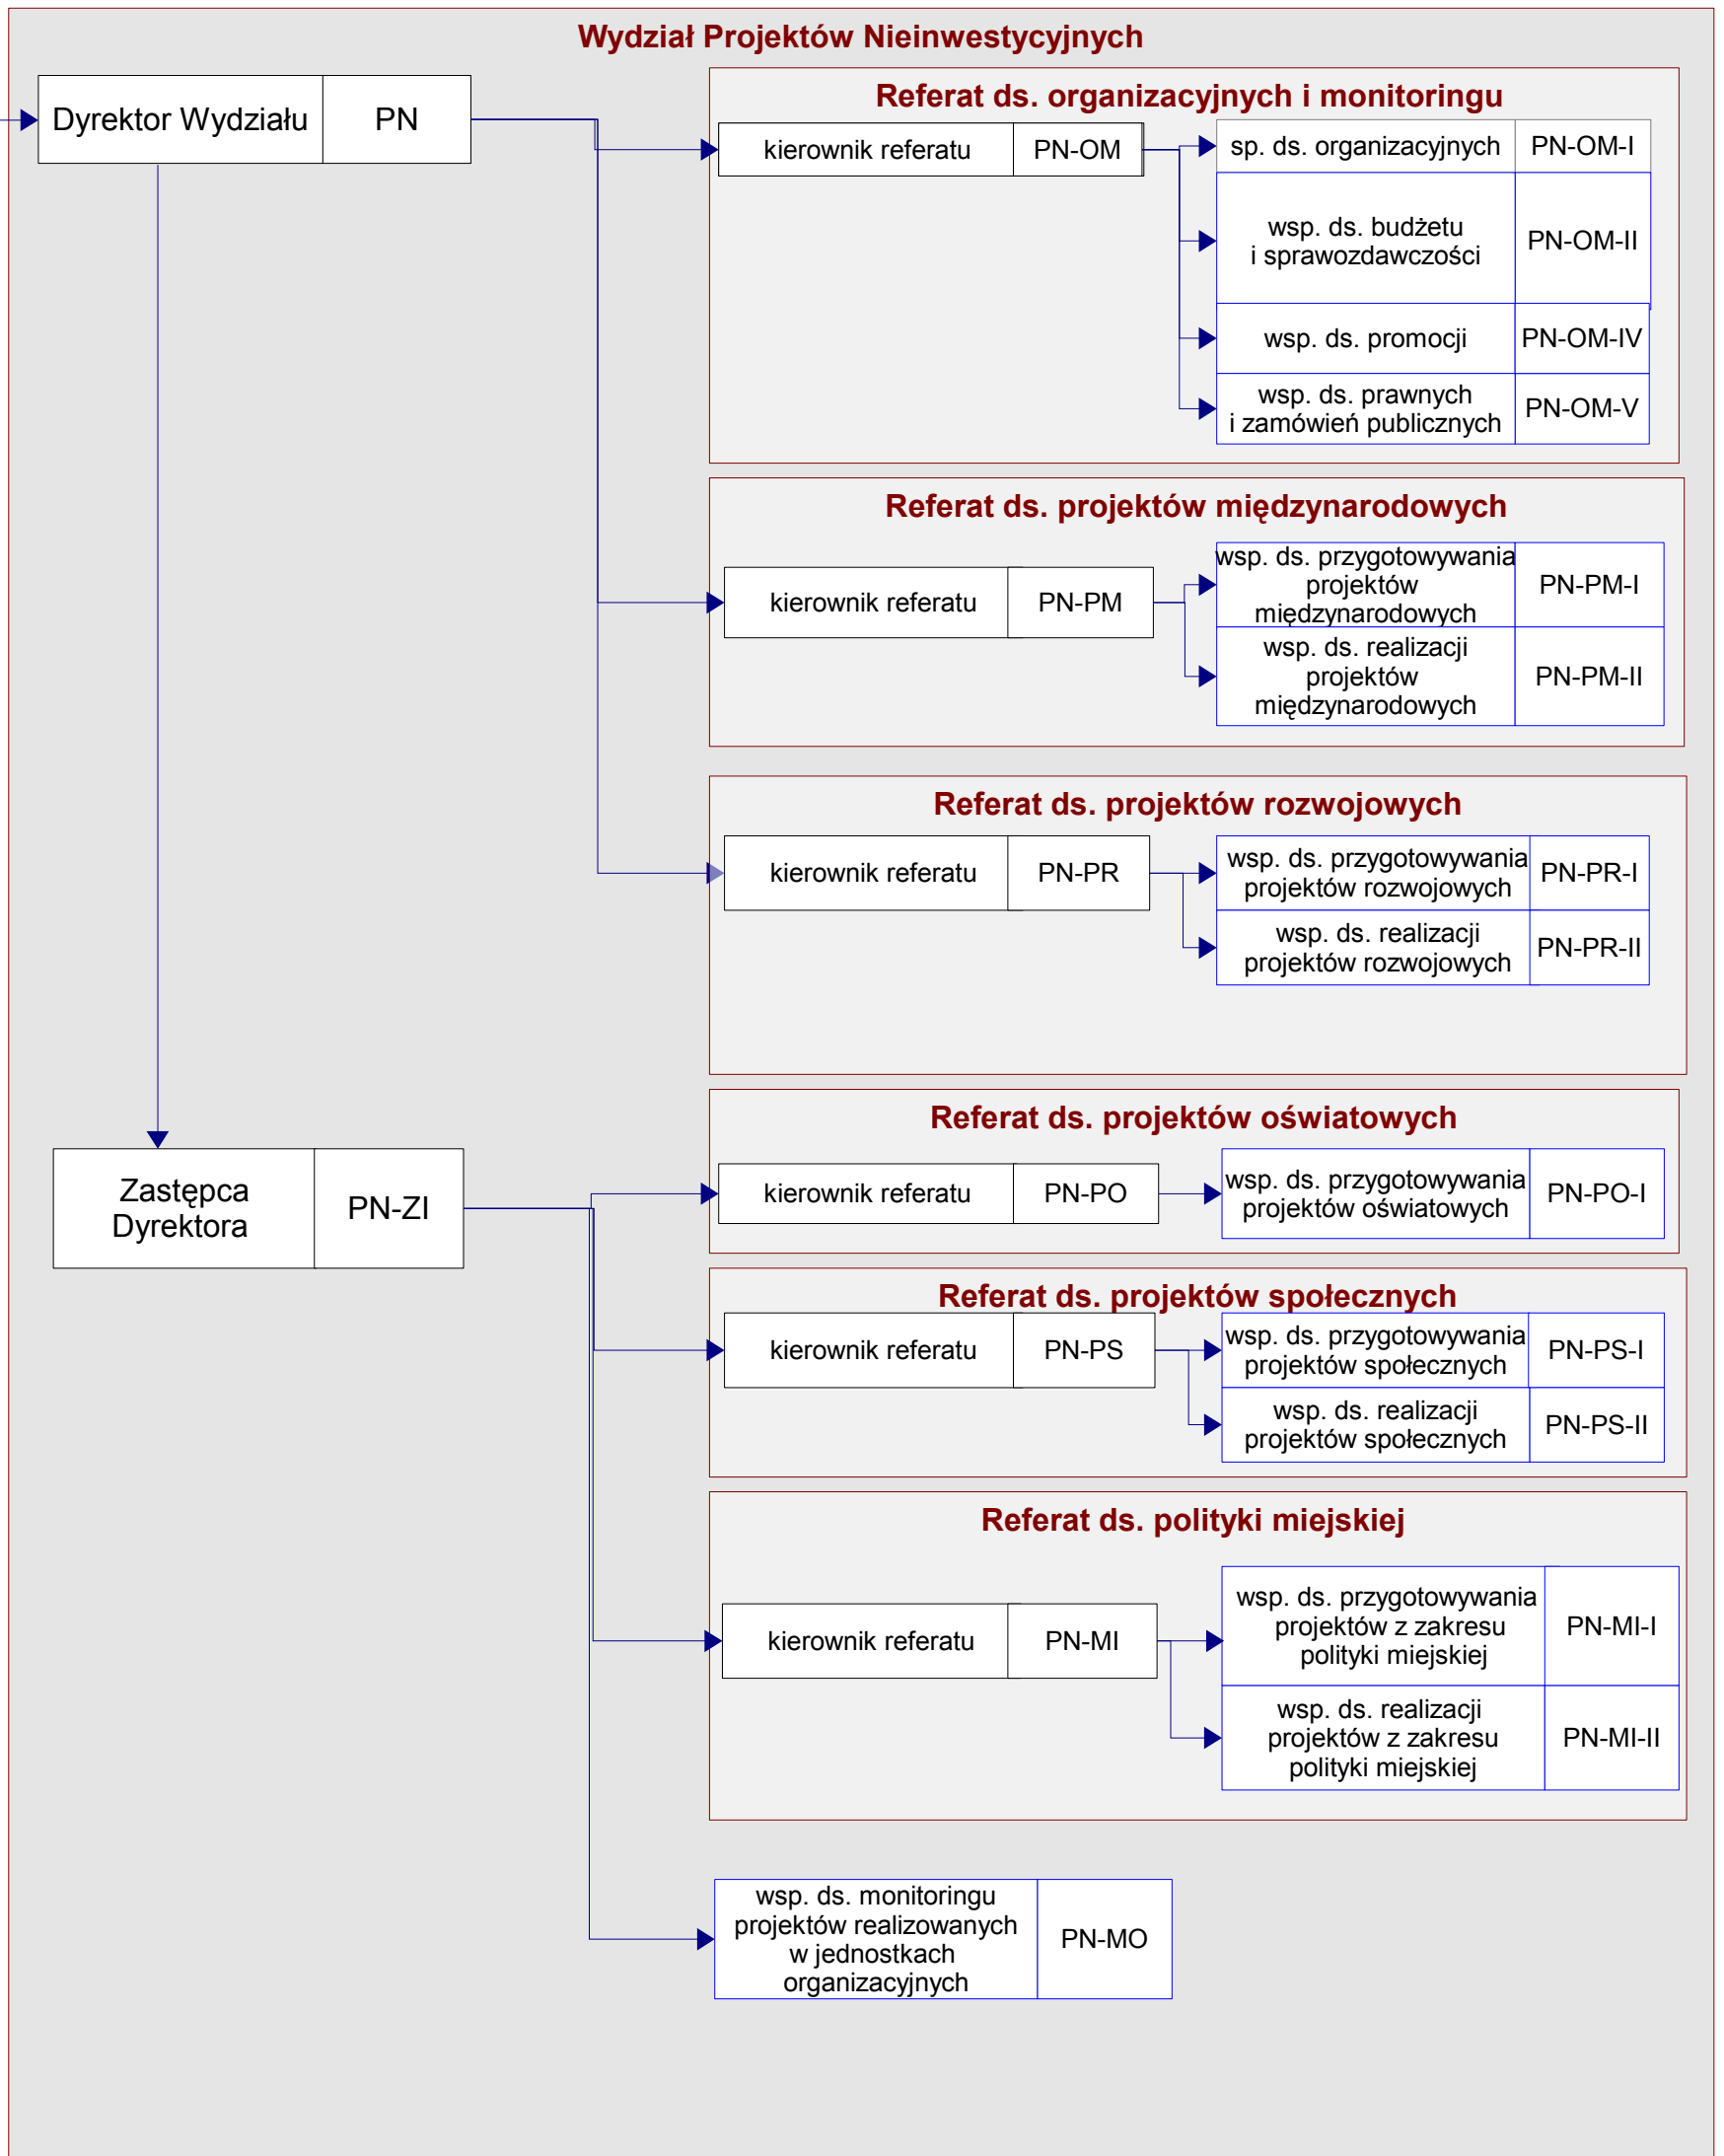 Wydział Projektów Nieinwestycyjnych
Dyrektor Wydziału PN
Referat ds. organizacyjnych i monitoringu
kierownik referatu PN-OM
sp. ds. organizacyjnych PN-OM-I
wsp. ds. budżetu
i sprawozdawczości
PN-OM-II
wsp. ds. promocji PN-OM-IV
wsp. ds. prawnych
i zamówień publicznych
PN-OM-V
Referat ds. projektów międzynarodowych
kierownik referatu PN-PM
wsp. ds. przygotowywania
projektów
międzynarodowych
PN-PM-I
wsp. ds. realizacji
projektów
międzynarodowych
PN-PM-II
Referat ds. projektów rozwojowych
kierownik referatu PN-PR
wsp. ds. przygotowywania
projektów rozwojowych
PN-PR-I
wsp. ds. realizacji
projektów rozwojowych
PN-PR-II
Zastępca
Dyrektora
PN-ZI
Referat ds. projektów oświatowych
kierownik referatu PN-PO
wsp. ds. przygotowywania
projektów oświatowych
PN-PO-I
Referat ds. projektów społecznych
kierownik referatu PN-PS
wsp. ds. przygotowywania
projektów społecznych
PN-PS-I
wsp. ds. realizacji
projektów społecznych
PN-PS-II
Referat ds. polityki miejskiej
kierownik referatu PN-MI
wsp. ds. przygotowywania
projektów z zakresu
polityki miejskiej
PN-MI-I
wsp. ds. realizacji
projektów z zakresu
polityki miejskiej
PN-MI-II
wsp. ds. monitoringu
projektów realizowanych
w jednostkach
organizacyjnych
PN-MO